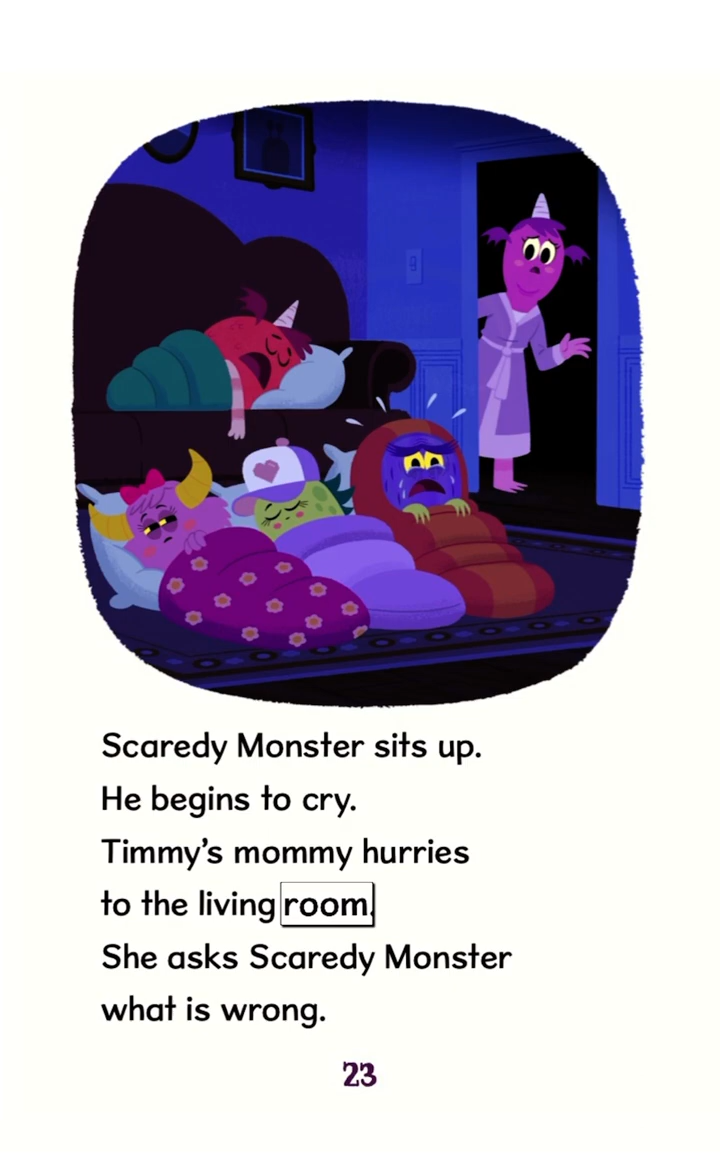 Scaredy Monster sits up.
He begins to cry.
Timmy's mommy hurries
to the living room.
She asks Scaredy Monster
what is wrong.
23